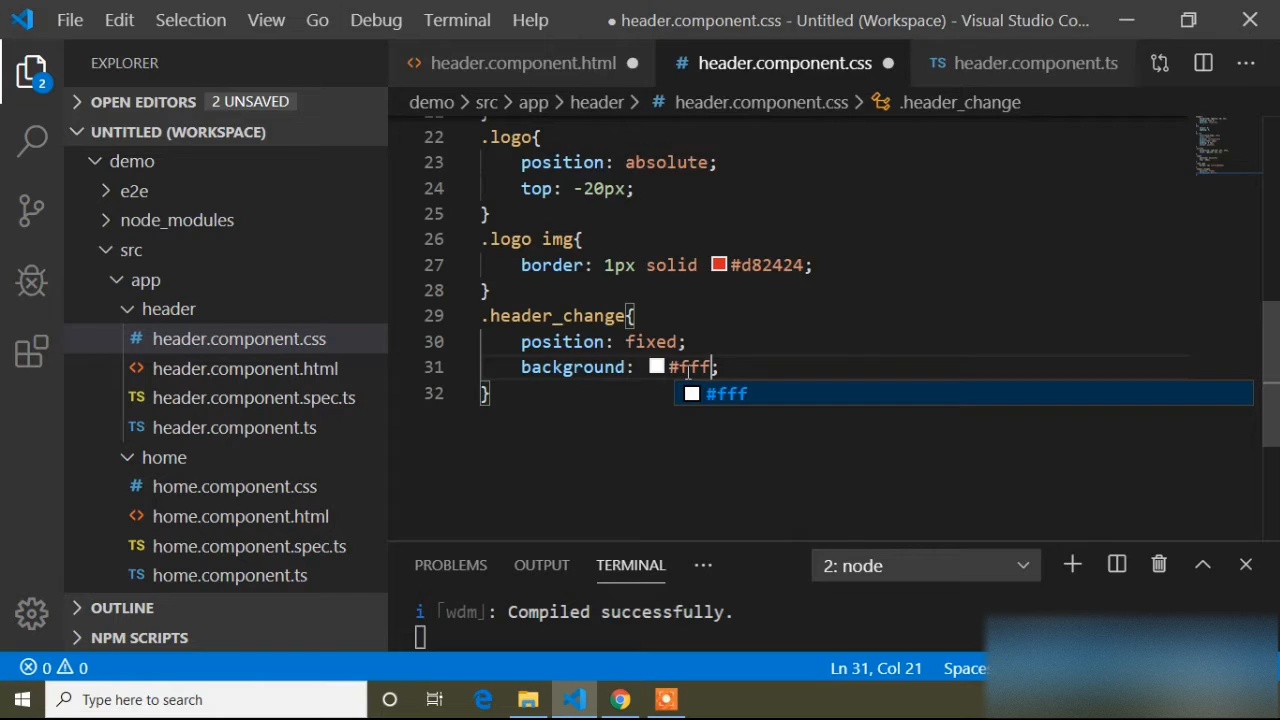 File Edit Selection View Go Debug Terminal Help ● header.component.css - Untitled (Workspace) - Visual Studio Co...
EXPLORER
header.component.html
# header.component.css
TS header.component.ts
2
OPEN EDITORS 2 UNSAVED
demo > src > app > header > # header.component.css > .header_change
UNTITLED (WORKSPACE)
demo
e2e
node_modules
src
app
header
# header.component.css
<> header.component.html
TS header.component.spec.ts
TS header.component.ts
home
# home.component.css
<> home.component.html
TS home.component.spec.ts
TS home.component.ts
OUTLINE
NPM SCRIPTS
22 .logo{
23 position: absolute;
24 top: -20px;
25 }
26 .logo img{
27 border: 1px solid #d82424;
28 }
29 .header_change{
30 position: fixed;
31 background: #fff;
#fff
32 }
PROBLEMS OUTPUT TERMINAL ... 2: node
i ｢wdm｣: Compiled successfully.
0 0 Ln 31, Col 21
Type here to search